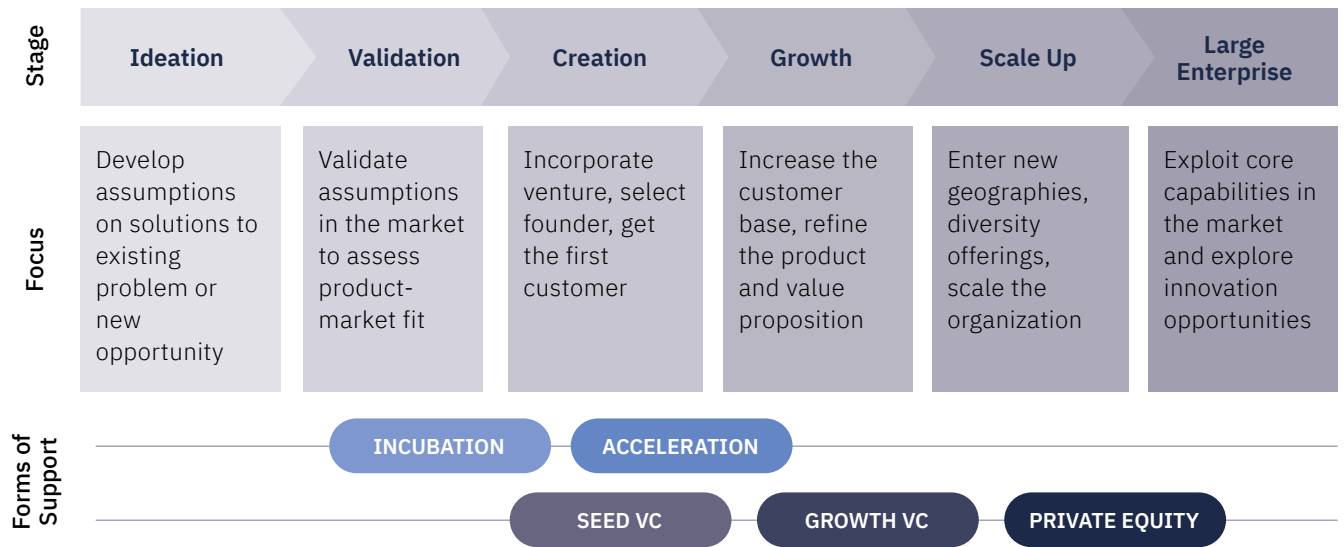 Stage
Ideation
Validation
Creation
Growth
Scale Up
Large
Enterprise
Focus
Develop
assumptions
on solutions to
existing
problem or
new
opportunity
Validate
assumptions
in the market
to assess
product-
market fit
Incorporate
venture, select
founder, get
the first
customer
Increase the
customer
base, refine
the product
and value
proposition
Enter new
geographies,
diversity
offerings,
scale the
organization
Exploit core
capabilities in
the market
and explore
innovation
opportunities
Forms of
Support
INCUBATION
ACCELERATION
SEED VC
GROWTH VC
PRIVATE EQUITY